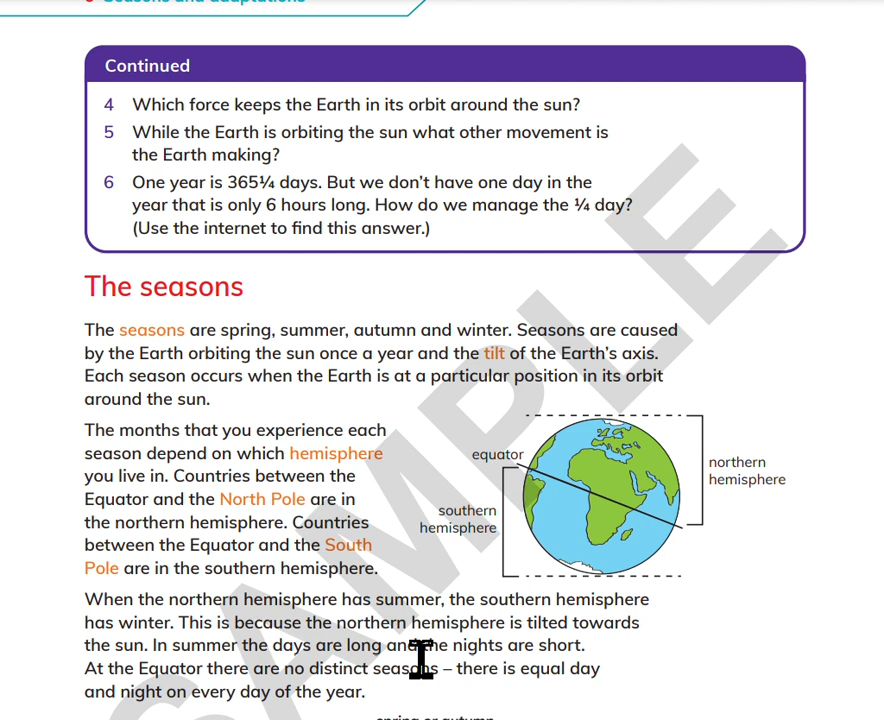 Seasons and adaptations
Continued
4 Which force keeps the Earth in its orbit around the sun?
5 While the Earth is orbiting the sun what other movement is
the Earth making?
6 One year is 365¼ days. But we don't have one day in the
year that is only 6 hours long. How do we manage the ¼ day?
(Use the internet to find this answer.)
The seasons
The seasons are spring, summer, autumn and winter. Seasons are caused
by the Earth orbiting the sun once a year and the tilt of the Earth's axis.
Each season occurs when the Earth is at a particular position in its orbit
around the sun.
The months that you experience each
season depend on which hemisphere
you live in. Countries between the
Equator and the North Pole are in
the northern hemisphere. Countries
between the Equator and the South
Pole are in the southern hemisphere.
equator
northern
hemisphere
southern
hemisphere
When the northern hemisphere has summer, the southern hemisphere
has winter. This is because the northern hemisphere is tilted towards
the sun. In summer the days are long and the nights are short.
At the Equator there are no distinct seasons – there is equal day
and night on every day of the year.
spring or autumn
SAMPLE